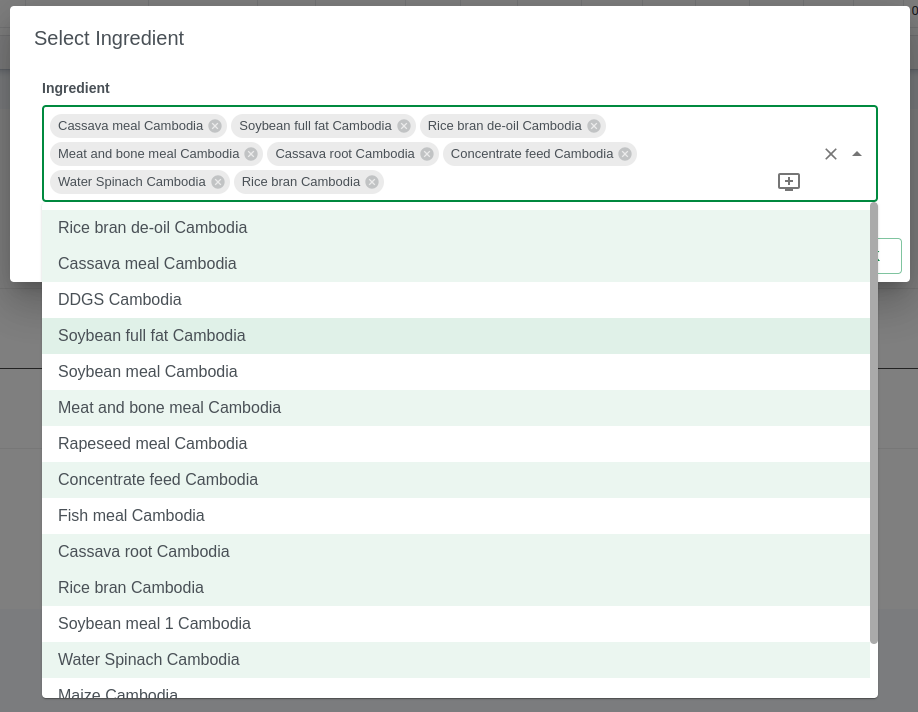 Select Ingredient
Ingredient
Cassava meal Cambodia Soybean full fat Cambodia Rice bran de-oil Cambodia
Meat and bone meal Cambodia Cassava root Cambodia Concentrate feed Cambodia
Water Spinach Cambodia Rice bran Cambodia
Rice bran de-oil Cambodia
Cassava meal Cambodia
DDGS Cambodia
Soybean full fat Cambodia
Soybean meal Cambodia
Meat and bone meal Cambodia
Rapeseed meal Cambodia
Concentrate feed Cambodia
Fish meal Cambodia
Cassava root Cambodia
Rice bran Cambodia
Soybean meal 1 Cambodia
Water Spinach Cambodia
Maize Cambodia